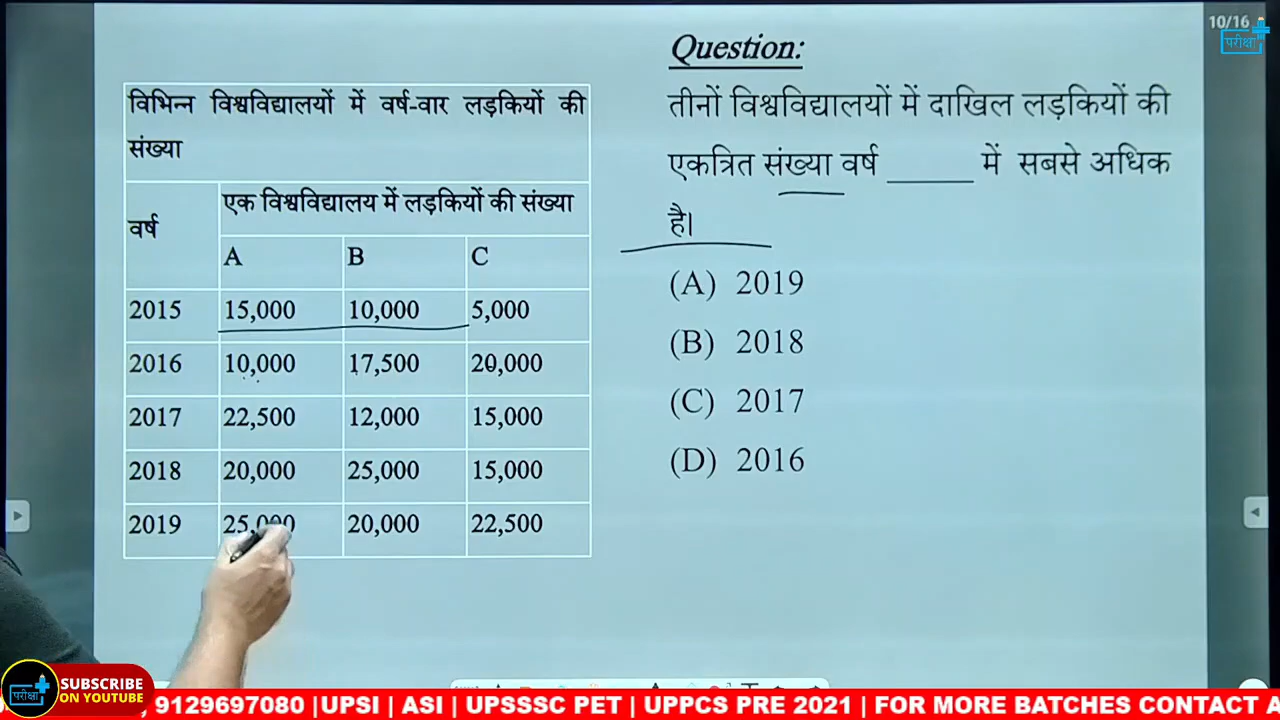 10/16
परीक्षा
Question:
तीनों विश्वविद्यालयों में दाखिल लड़कियों की
एकत्रित संख्या वर्ष _____ में सबसे अधिक
है।
(A) 2019
(B) 2018
(C) 2017
(D) 2016
विभिन्न विश्वविद्यालयों में वर्ष-वार लड़कियों की
संख्या
वर्ष
एक विश्वविद्यालय में लड़कियों की संख्या
A B C
2015 15,000 10,000 5,000
2016 10,000 17,500 20,000
2017 22,500 12,000 15,000
2018 20,000 25,000 15,000
2019 25,000 20,000 22,500
परीक्षा
SUBSCRIBE
ON YOUTUBE
, 9129697080 |UPSI | ASI | UPSSSC PET | UPPCS PRE 2021 | FOR MORE BATCHES CONTACT A